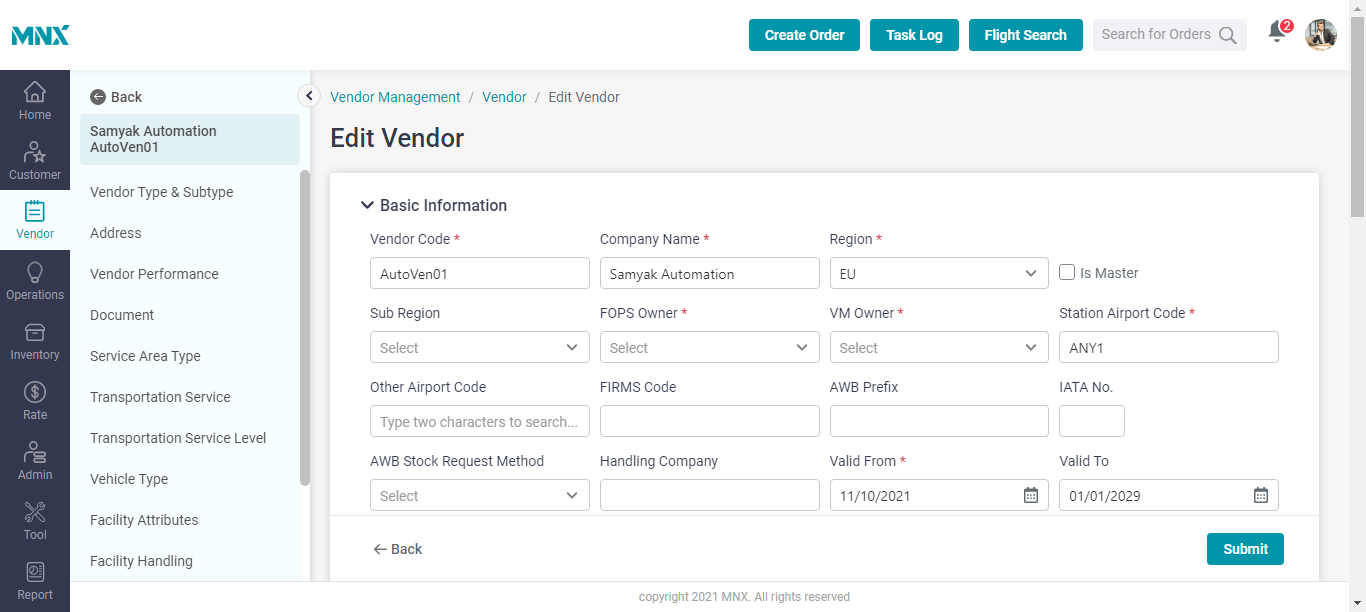 MNX
Create Order
Task Log
Flight Search
Search for Orders
2
Home
Customer
Vendor
Operations
Inventory
Rate
Admin
Tool
Report
Back
Samyak Automation
AutoVen01
Vendor Type & Subtype
Address
Vendor Performance
Document
Service Area Type
Transportation Service
Transportation Service Level
Vehicle Type
Facility Attributes
Facility Handling
Vendor Management / Vendor / Edit Vendor
Edit Vendor
Basic Information
Vendor Code *
Company Name *
Region *
AutoVen01
Samyak Automation
EU
Is Master
Sub Region
FOPS Owner *
VM Owner *
Station Airport Code *
Select
Select
Select
ANY1
Other Airport Code
FIRMS Code
AWB Prefix
IATA No.
Type two characters to search...
AWB Stock Request Method
Handling Company
Valid From *
Valid To
Select
11/10/2021
01/01/2029
Back
Submit
copyright 2021 MNX. All rights reserved